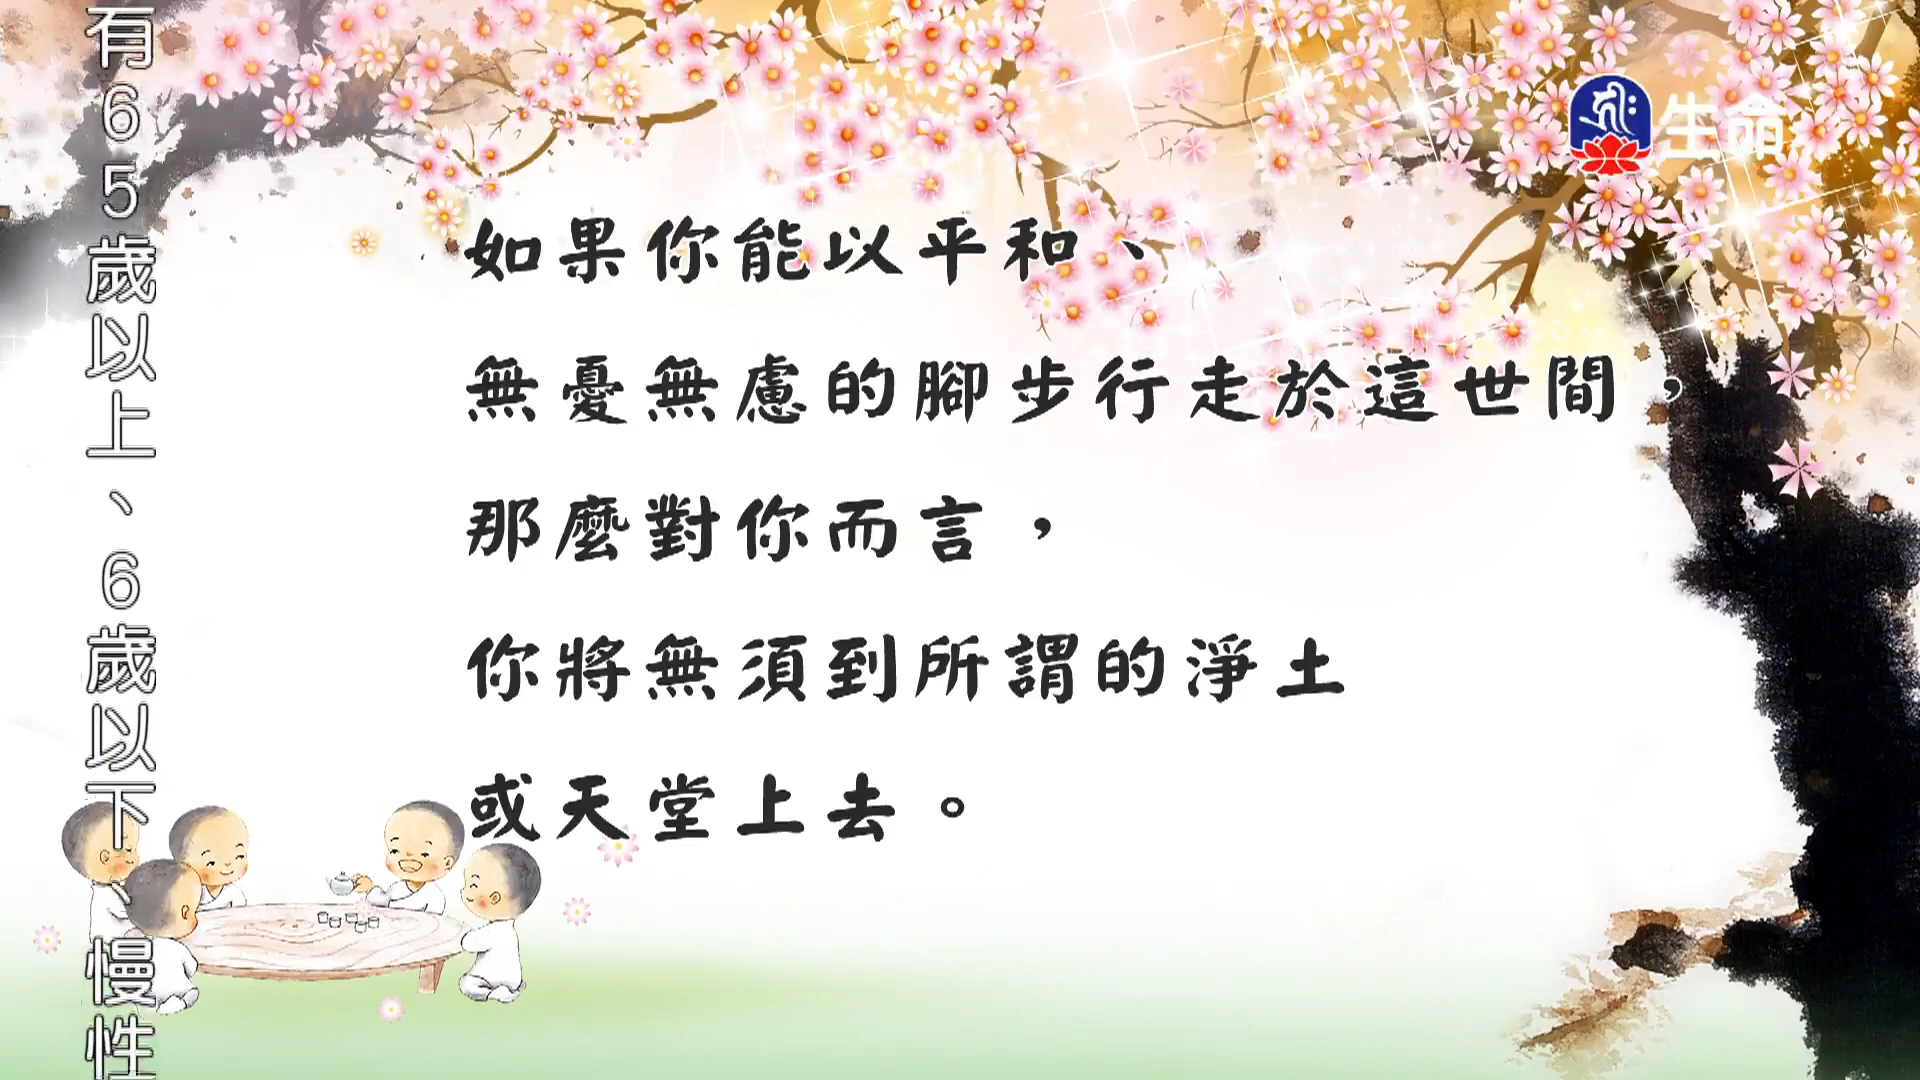 有65歲以上、6歲以下、慢性
生命
如果你能以平和、
無憂無慮的腳步行走於這世間，
那麼對你而言，
你將無須到所謂的淨土
或天堂上去。